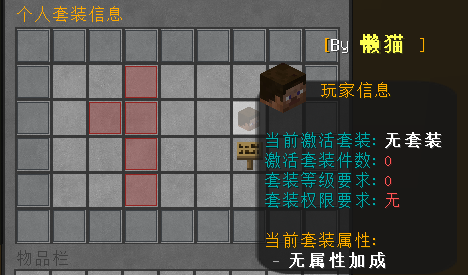 个人套装信息
[By 懒猫 ]
玩家信息
当前激活套装: 无套装
激活套装件数: 0
套装等级要求: 0
套装权限要求: 无
当前套装属性:
- 无属性加成
物品栏